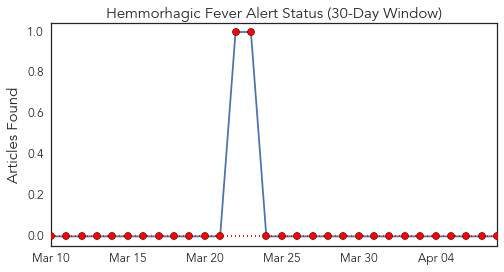 Hemmorhagic Fever Alert Status (30-Day Window)
Articles Found
1.0
0.8
0.6
0.4
0.2
0.0
Mar 10 Mar 15 Mar 20 Mar 25 Mar 30 Apr 04